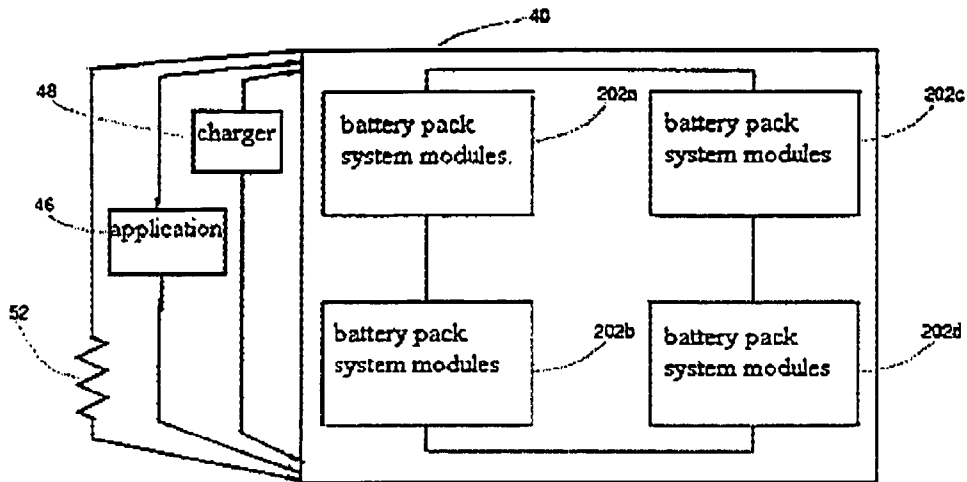 40
48
charger
202a
battery pack
system modules.
202c
battery pack
system modules
46
application
52
battery pack
system modules
202b
battery pack
system modules
202d